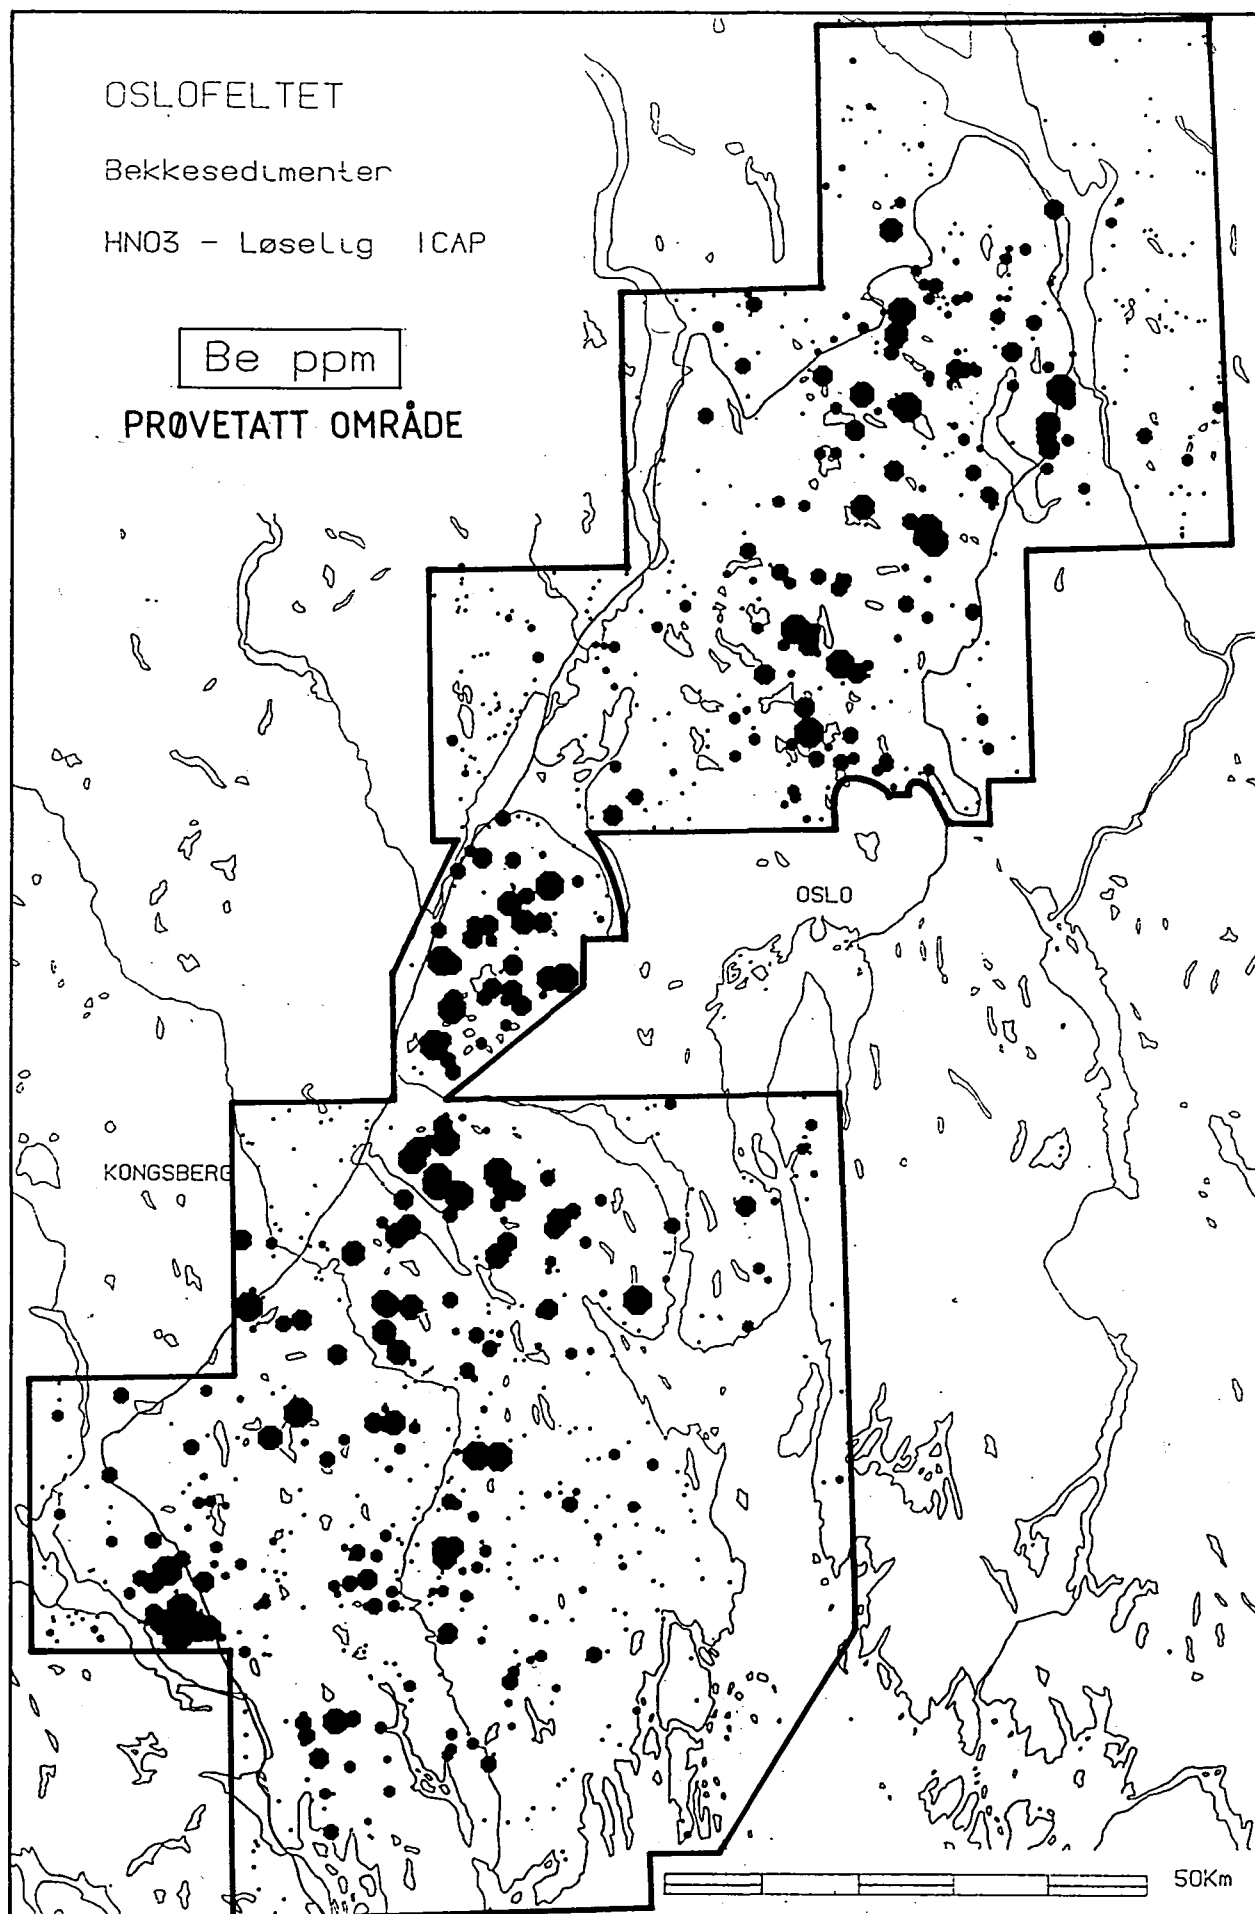 OSLOFELTET
Bekkesedimenter
HNO3 - Løselig ICAP
Be ppm
PRØVETATT OMRÅDE
OSLO
KONGSBERG
50Km